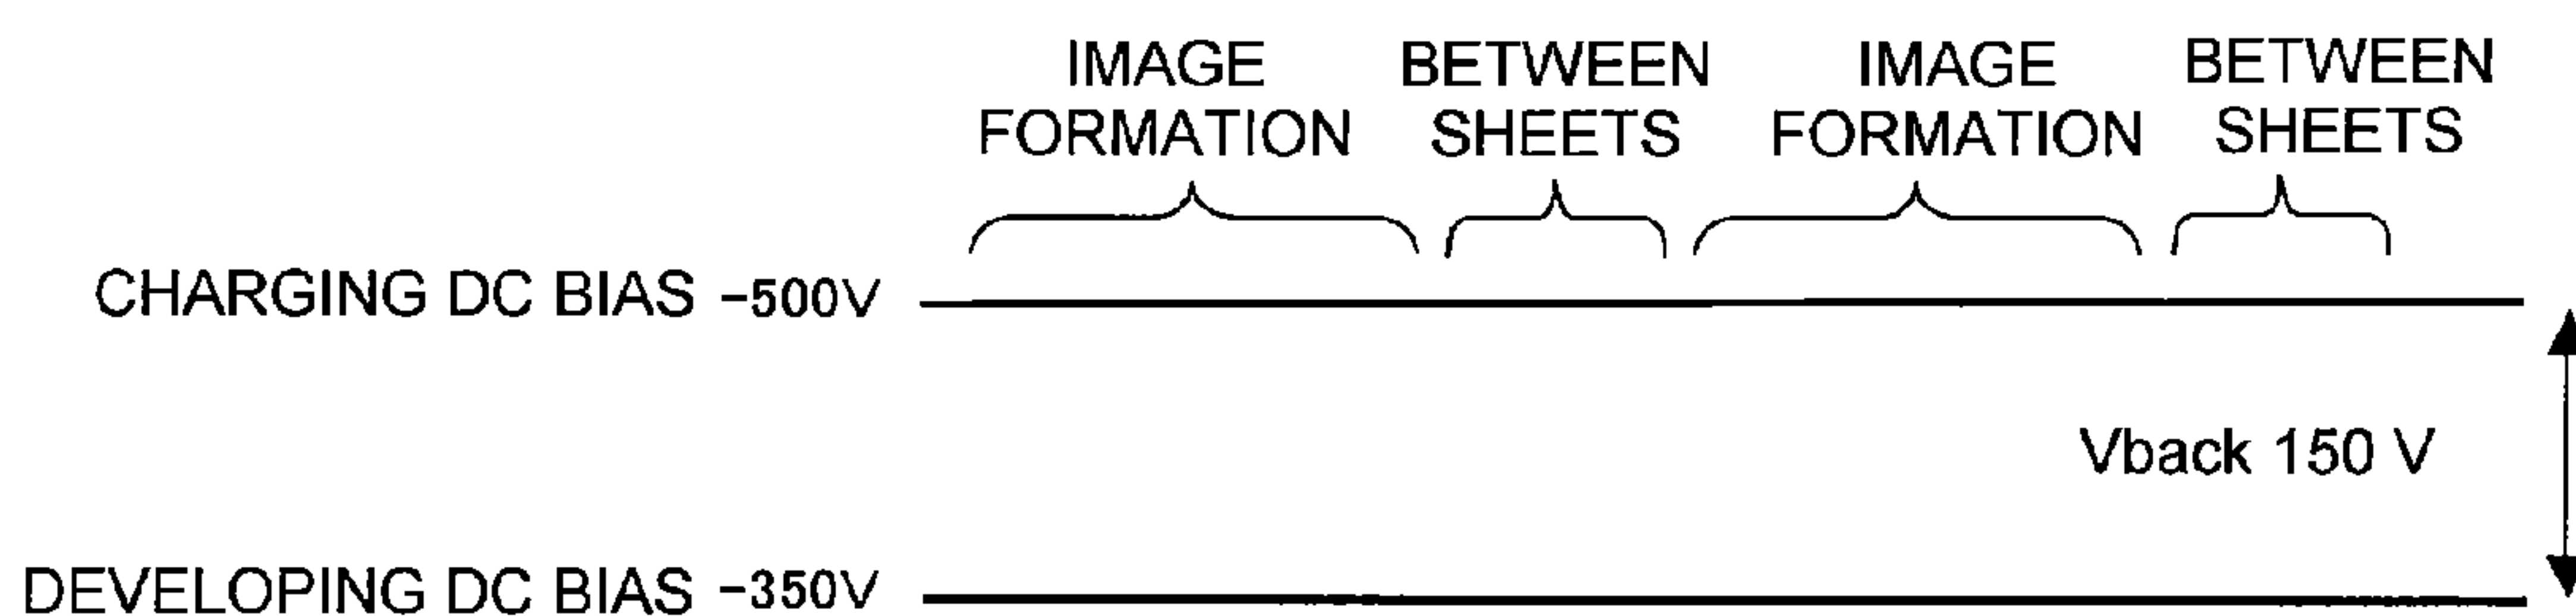 IMAGE
FORMATION
BETWEEN
SHEETS
IMAGE
FORMATION
BETWEEN
SHEETS
CHARGING DC BIAS -500V
Vback 150 V
DEVELOPING DC BIAS -350V